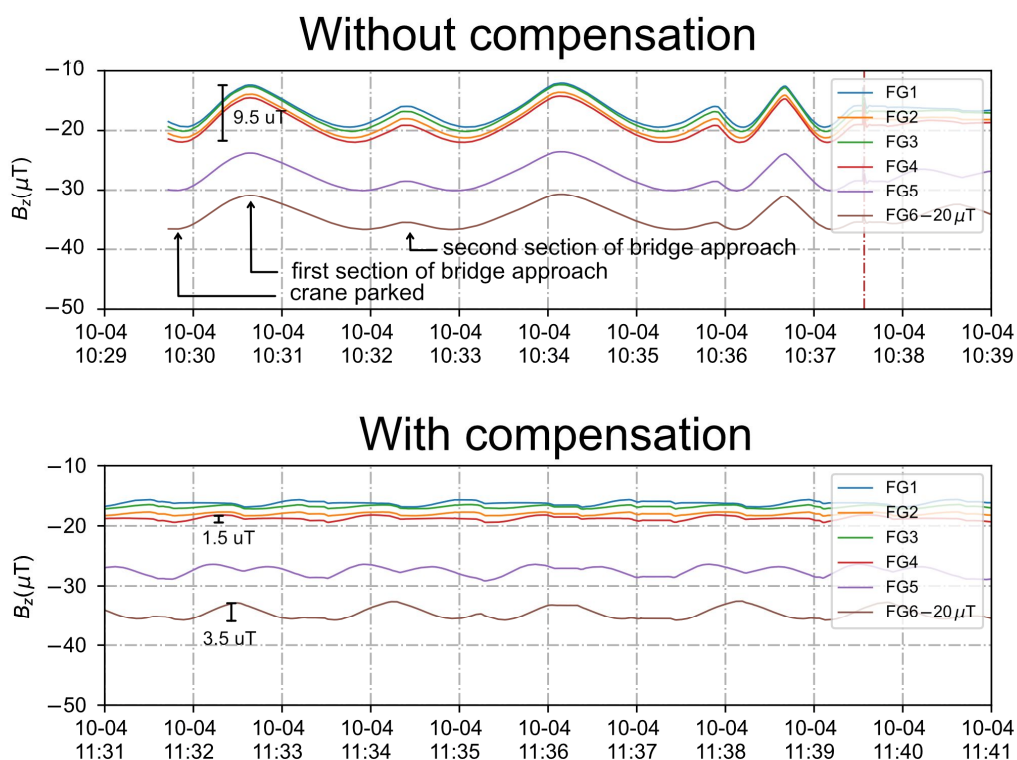 Without compensation
−10
−20
−30
−40
−50
B_z(μT)
9.5 uT
FG1
FG2
FG3
FG4
FG5
FG6−20 μT
second section of bridge approach
first section of bridge approach
crane parked
10-04 10-04 10-04 10-04 10-04 10-04 10-04 10-04 10-04 10-04 10-04
10:29 10:30 10:31 10:32 10:33 10:34 10:35 10:36 10:37 10:38 10:39
With compensation
−10
−20
−30
−40
−50
B_z(μT)
1.5 uT
3.5 uT
FG1
FG2
FG3
FG4
FG5
FG6−20 μT
10-04 10-04 10-04 10-04 10-04 10-04 10-04 10-04 10-04 10-04 10-04
11:31 11:32 11:33 11:34 11:35 11:36 11:37 11:38 11:39 11:40 11:41